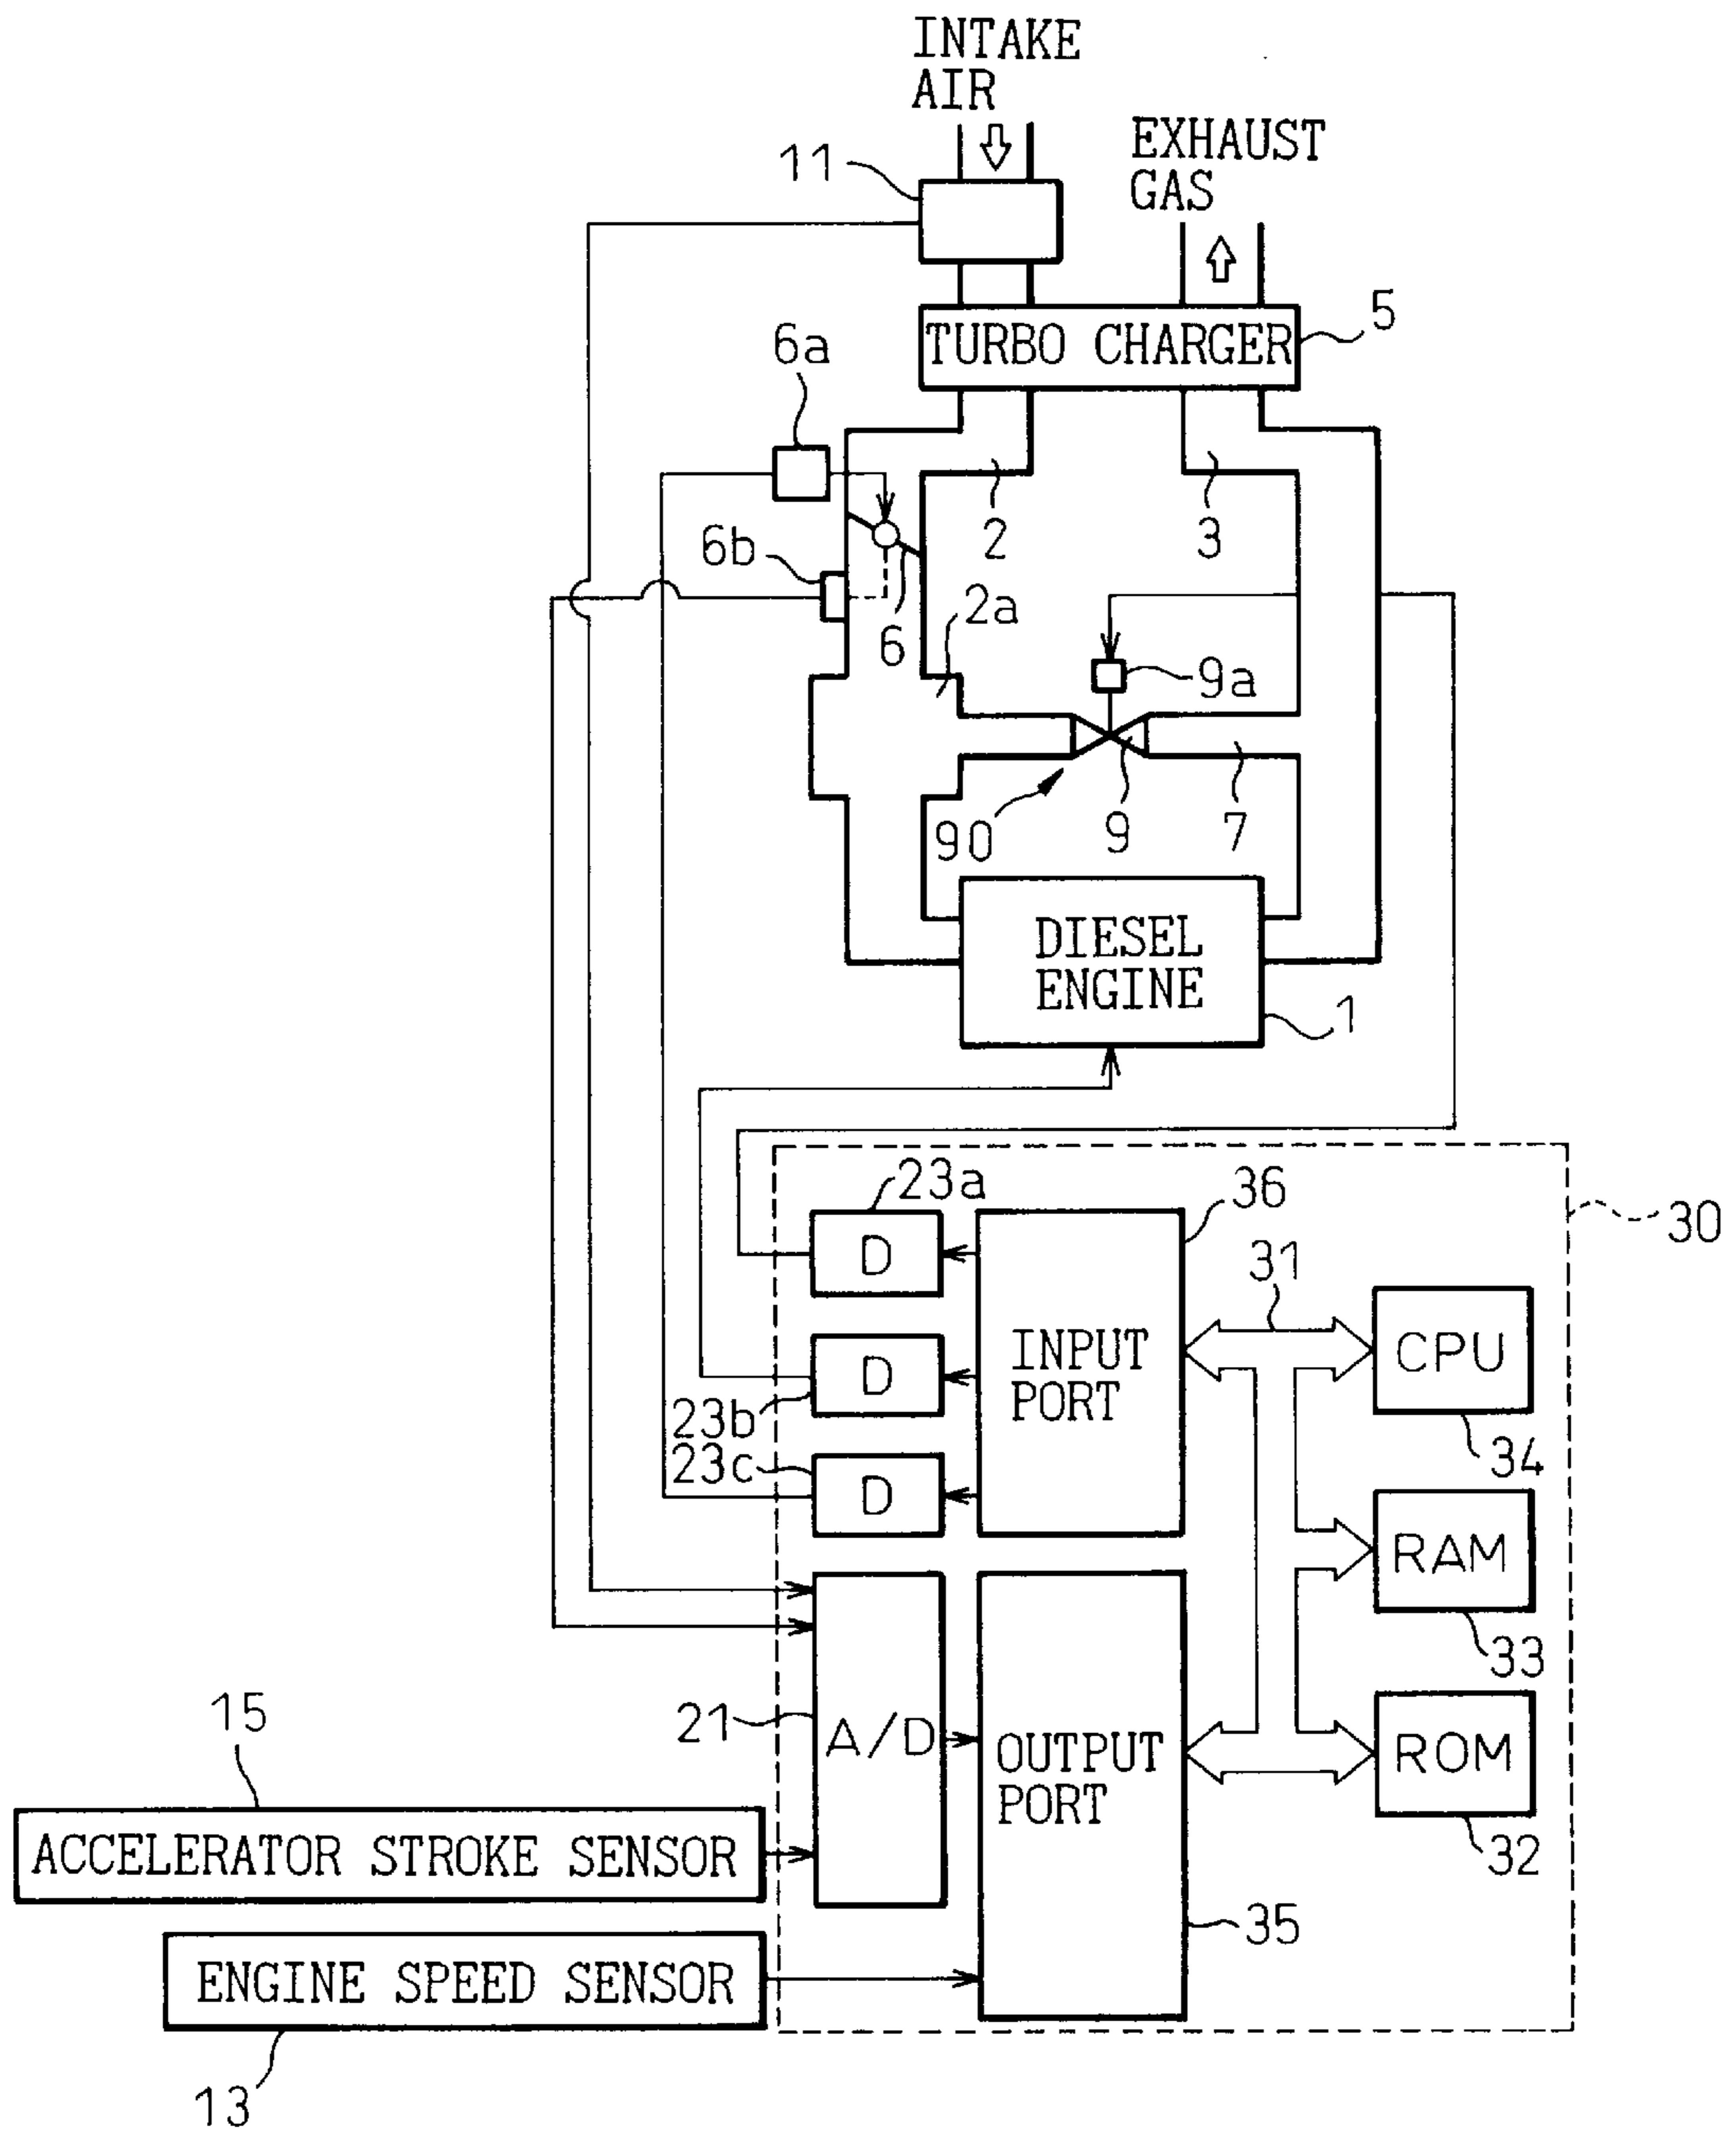 INTAKE
AIR
EXHAUST
GAS
11
TURBO CHARGER
5
6a
2
3
6b
6
2a
9a
90
9
7
DIESEL
ENGINE
1
23a
36
30
D
31
INPUT
PORT
CPU
D
23b
34
23c
D
RAM
33
15
21
A/D
OUTPUT
PORT
ROM
32
ACCELERATOR STROKE SENSOR
35
ENGINE SPEED SENSOR
13